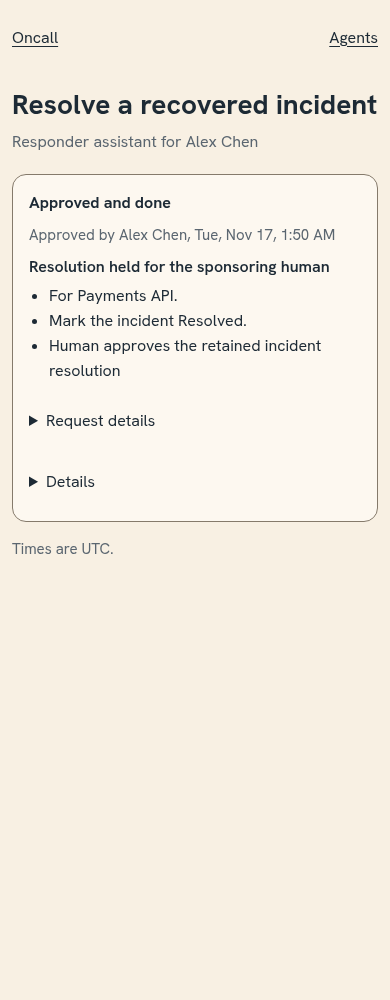 Oncall
Agents
Resolve a recovered incident
Responder assistant for Alex Chen
Approved and done
Approved by Alex Chen, Tue, Nov 17, 1:50 AM
Resolution held for the sponsoring human
For Payments API.
Mark the incident Resolved.
Human approves the retained incident
resolution
Request details
Details
Times are UTC.